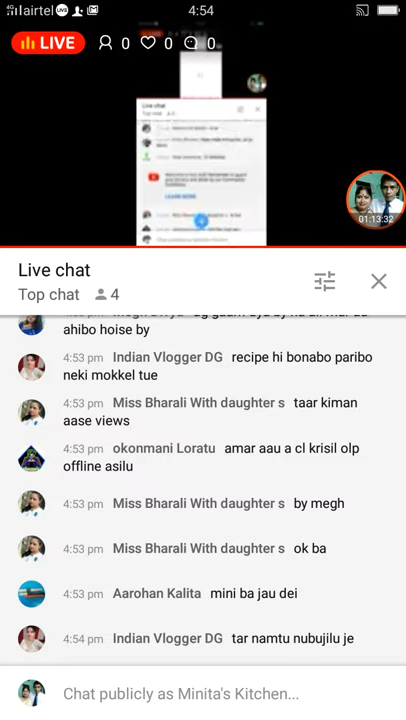 4G airtel LIVE 4:54
LIVE 0 0 0
Live chat
01:13:32
Live chat
Top chat 4
ahibo hoise by
4:53 pm Indian Vlogger DG recipe hi bonabo paribo
neki mokkel tue
4:53 pm Miss Bharali With daughter s taar kiman
aase views
4:53 pm okonmani Loratu amar aau a cl krisil olp
offline asilu
4:53 pm Miss Bharali With daughter s by megh
4:53 pm Miss Bharali With daughter s ok ba
4:53 pm Aarohan Kalita mini ba jau dei
4:54 pm Indian Vlogger DG tar namtu nubujilu je
Chat publicly as Minita's Kitchen...